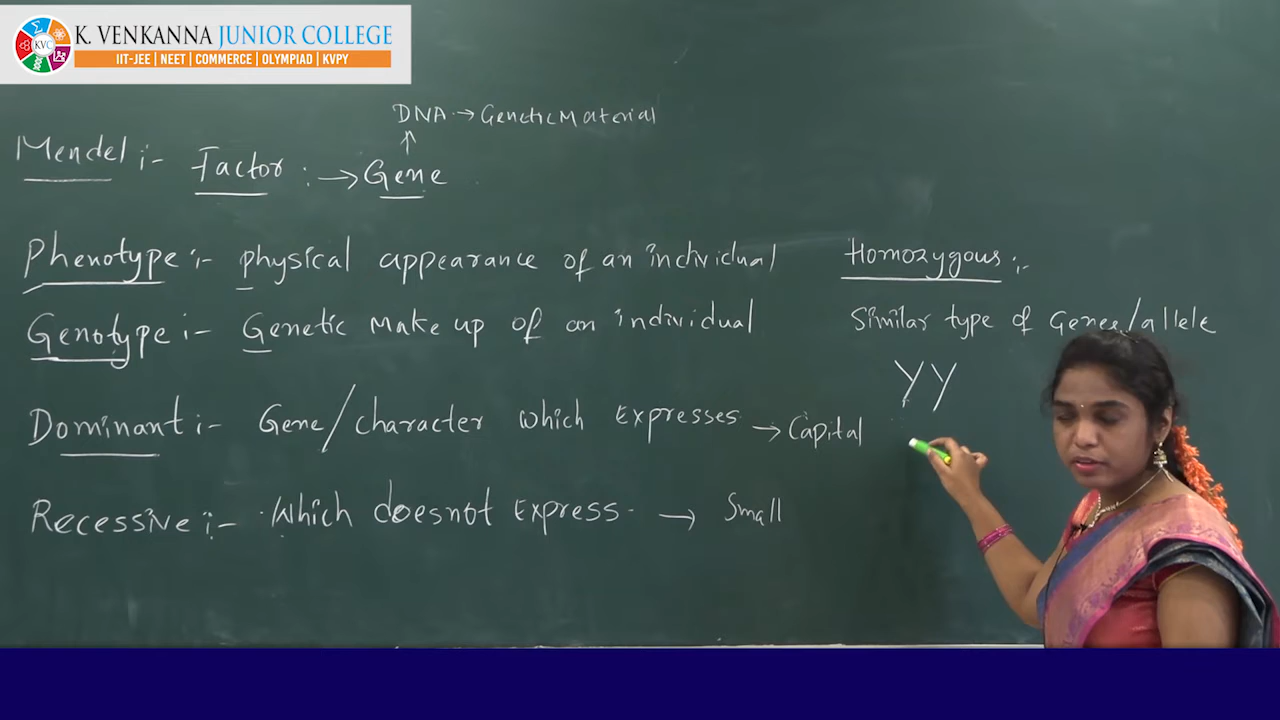 KVC
K. VENKANNA JUNIOR COLLEGE
IIT-JEE | NEET | COMMERCE | OLYMPIAD | KVPY
DNA → Genetic Material
↑
Mendel :- Factor : → Gene
Phenotype :- physical appearance of an individual
Genotype :- Genetic Make up of an individual
Dominant :- Gene/character which Expresses → Capital
Recessive :- Which doesnot Express → Small
Homozygous :-
Similar type of Genes/allele
YY